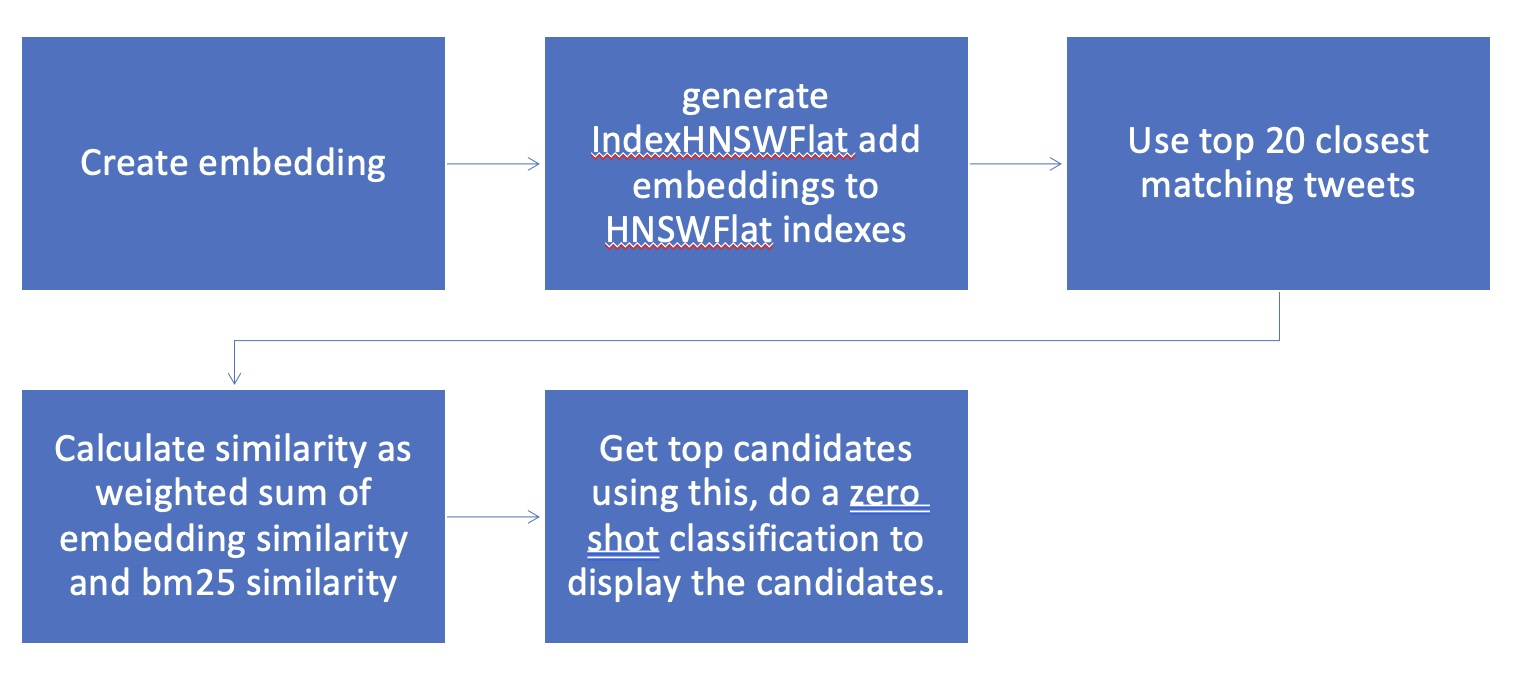 Create embedding
generate
IndexHNSWFlat add
embeddings to
HNSWFlat indexes
Use top 20 closest
matching tweets
Calculate similarity as
weighted sum of
embedding similarity
and bm25 similarity
Get top candidates
using this, do a zero
shot classification to
display the candidates.